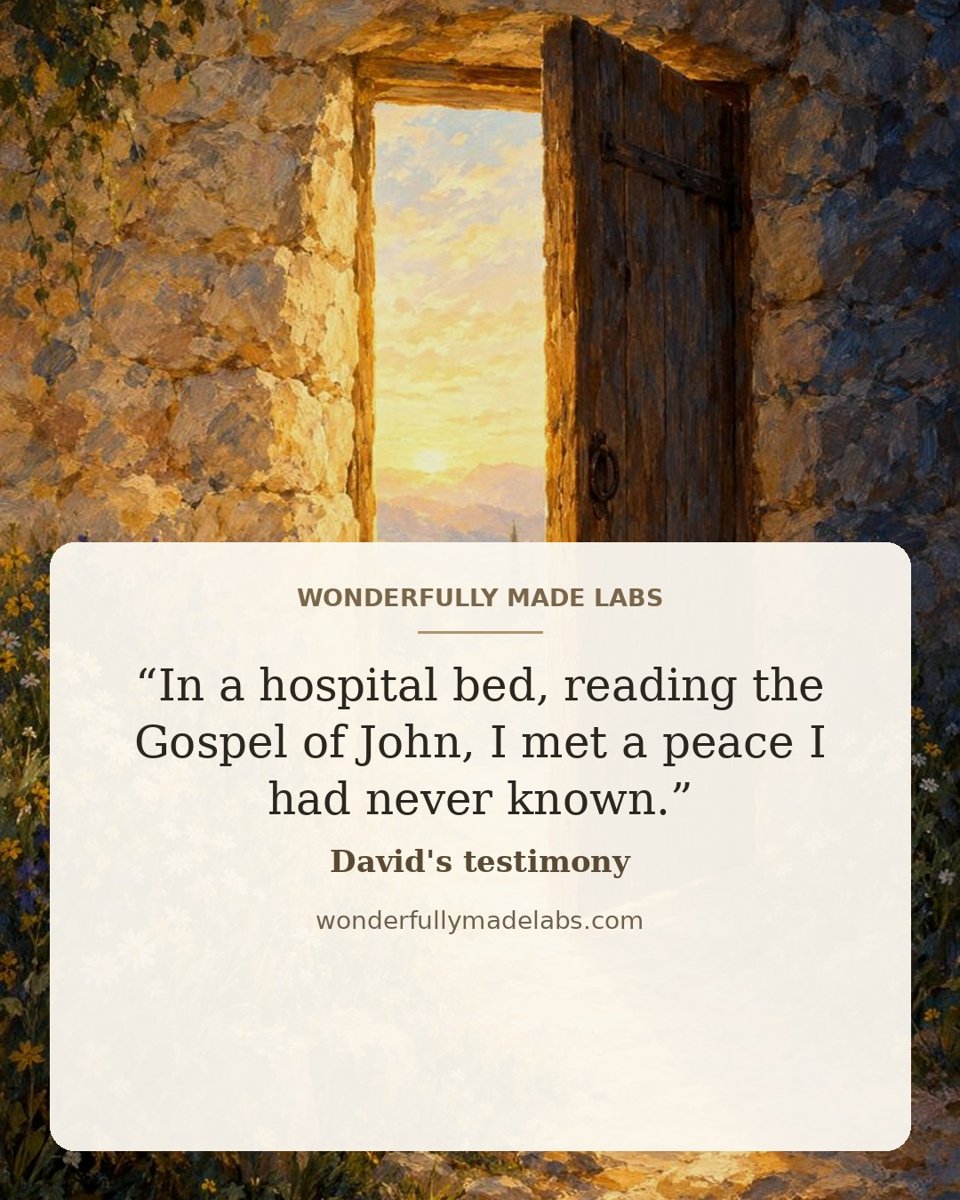 WONDERFULLY MADE LABS
“In a hospital bed, reading the
Gospel of John, I met a peace I
had never known.”
David's testimony
wonderfullymadelabs.com